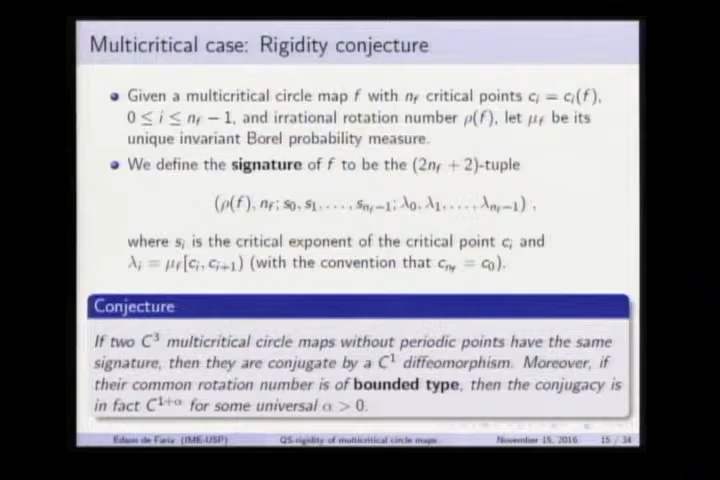 Multicritical case: Rigidity conjecture
Given a multicritical circle map f with n_f critical points c_i = c_i(f),
0 ≤ i ≤ n_f − 1, and irrational rotation number ρ(f), let μ_f be its
unique invariant Borel probability measure.
We define the signature of f to be the (2n_f + 2)-tuple
(ρ(f), n_f; s_0, s_1, . . . , s_{n_f−1}; λ_0, λ_1, . . . , λ_{n_f−1}) ,
where s_i is the critical exponent of the critical point c_i and
λ_i = μ_f[c_i, c_{i+1}) (with the convention that c_{n_f} = c_0).
Conjecture
If two C^3 multicritical circle maps without periodic points have the same
signature, then they are conjugate by a C^1 diffeomorphism. Moreover, if
their common rotation number is of bounded type, then the conjugacy is
in fact C^{1+α} for some universal α > 0.
Edson de Faria (IME-USP) QS-rigidity of multicritical circle maps November 15, 2016 15 / 34